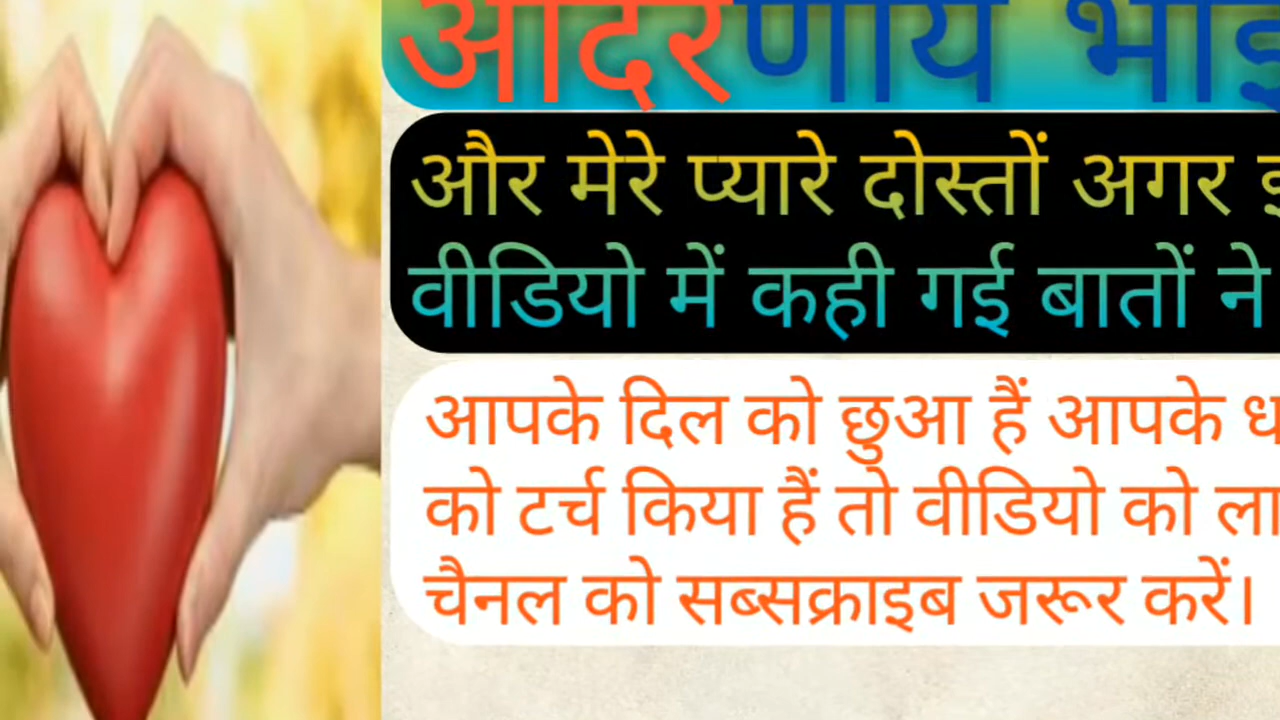 आदरणीय
और मेरे प्यारे दोस्तों अगर
वीडियो में कही गई बातों ने
आपके दिल को छुआ हैं आपके
को टर्च किया हैं तो वीडियो को
चैनल को सब्सक्राइब जरूर करें।